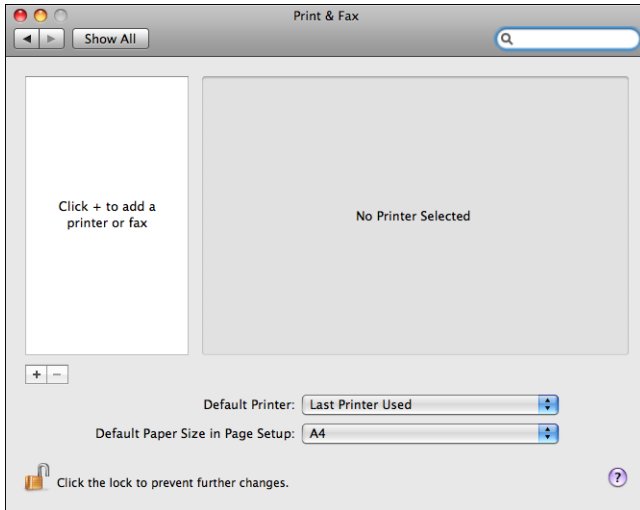 Print & Fax
Show All
Click + to add a
printer or fax
No Printer Selected
+ −
Default Printer: Last Printer Used
Default Paper Size in Page Setup: A4
Click the lock to prevent further changes.
?